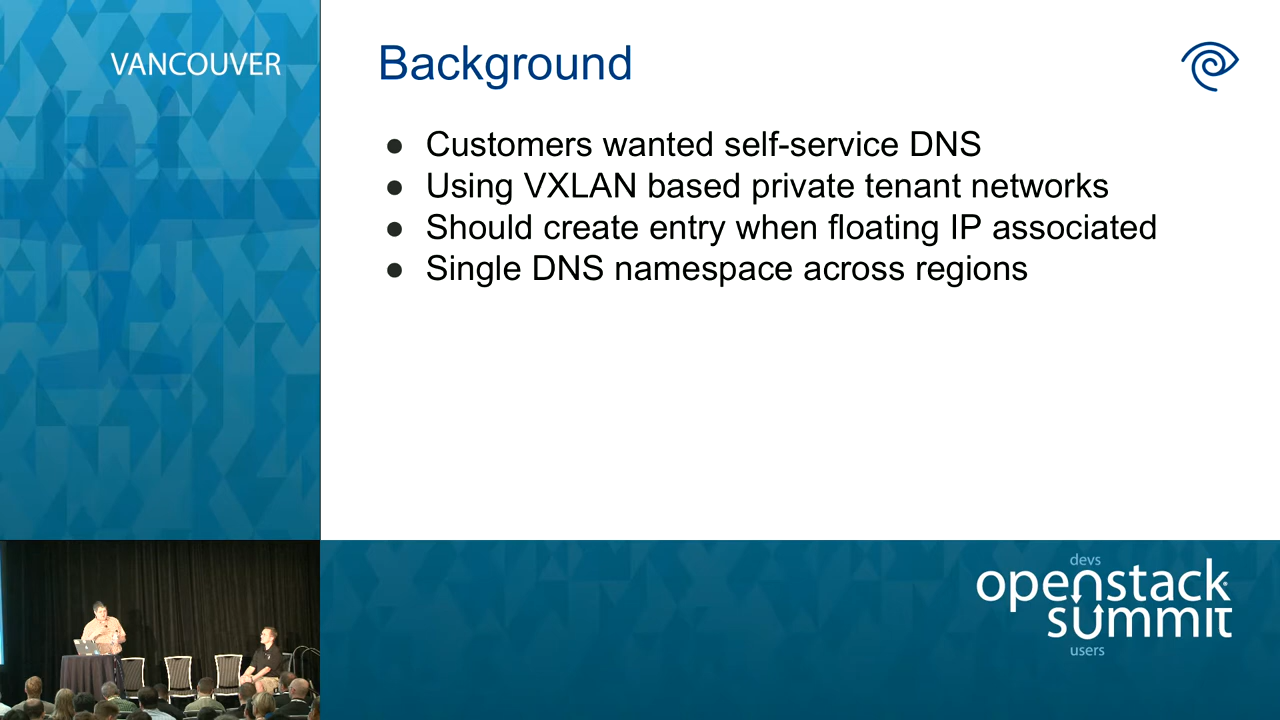 VANCOUVER
Background
● Customers wanted self-service DNS
● Using VXLAN based private tenant networks
● Should create entry when floating IP associated
● Single DNS namespace across regions
devs
openstack
summit
users